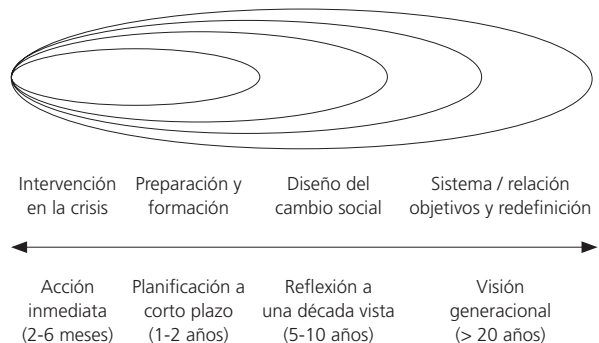 Intervención
en la crisis
Preparación y
formación
Diseño del
cambio social
Sistema / relación
objetivos y redefinición
Acción
inmediata
(2-6 meses)
Planificación a
corto plazo
(1-2 años)
Reflexión a
una década vista
(5-10 años)
Visión
generacional
(> 20 años)